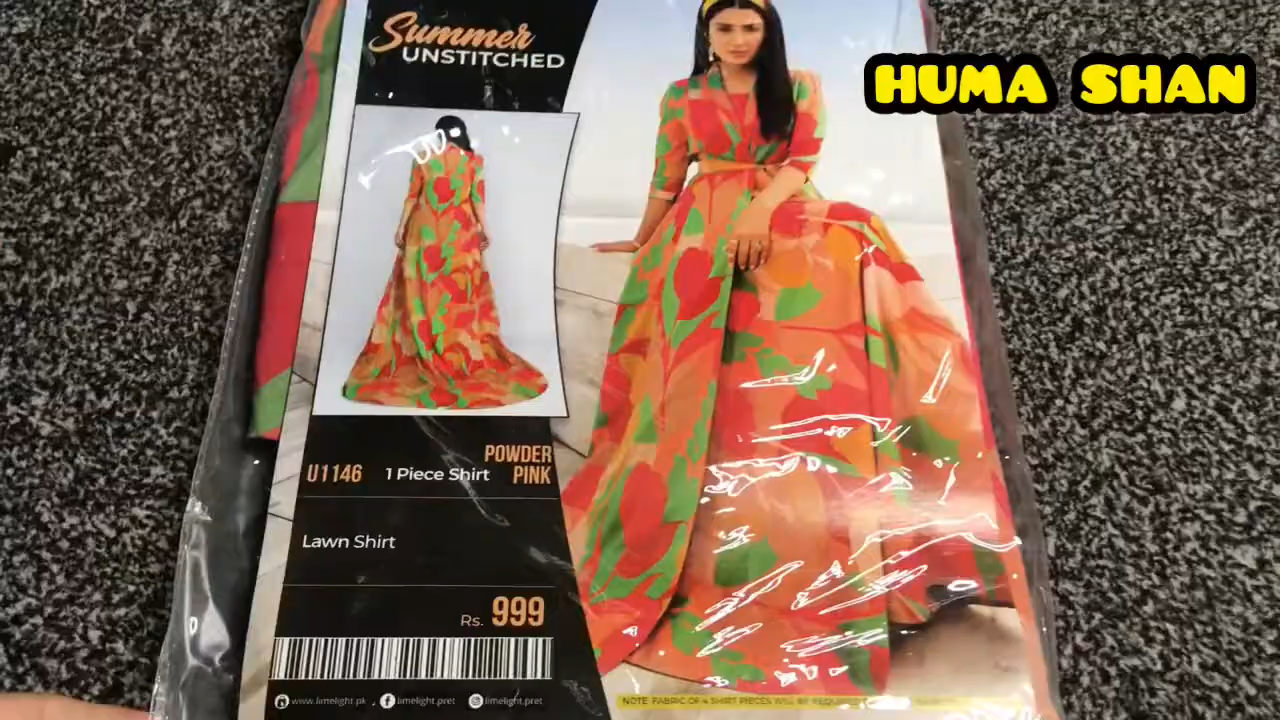 Summer
UNSTITCHED
HUMA SHAN
U1146 1 Piece Shirt POWDER PINK
Lawn Shirt
Rs. 999
www.limelight.pk limelight.pret limelight.pret
NOTE: FABRIC OF 4 SHIRT PIECES WILL BE